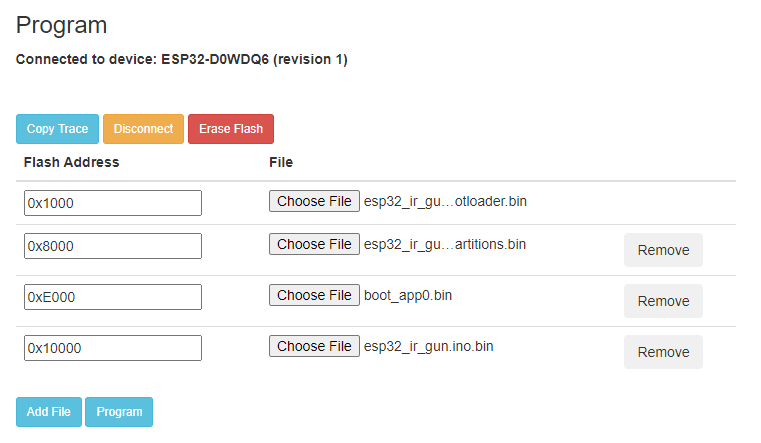 Program
Connected to device: ESP32-D0WDQ6 (revision 1)
Copy Trace Disconnect Erase Flash
Flash Address File
0x1000 Choose File esp32_ir_gu…otloader.bin
0x8000 Choose File esp32_ir_gu…artitions.bin Remove
0xE000 Choose File boot_app0.bin Remove
0x10000 Choose File esp32_ir_gun.ino.bin Remove
Add File Program